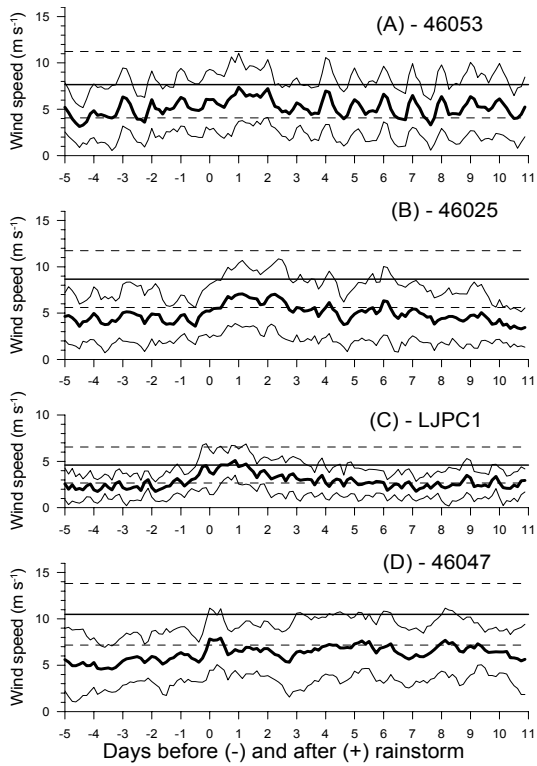 (A) - 46053
Wind speed (m s-1)
15
10
5
0
-5 -4 -3 -2 -1 0 1 2 3 4 5 6 7 8 9 10 11
(B) - 46025
Wind speed (m s-1)
15
10
5
0
-5 -4 -3 -2 -1 0 1 2 3 4 5 6 7 8 9 10 11
(C) - LJPC1
Wind speed (m s-1)
10
5
0
-5 -4 -3 -2 -1 0 1 2 3 4 5 6 7 8 9 10 11
(D) - 46047
Wind speed (m s-1)
15
10
5
0
-5 -4 -3 -2 -1 0 1 2 3 4 5 6 7 8 9 10 11
Days before (-) and after (+) rainstorm